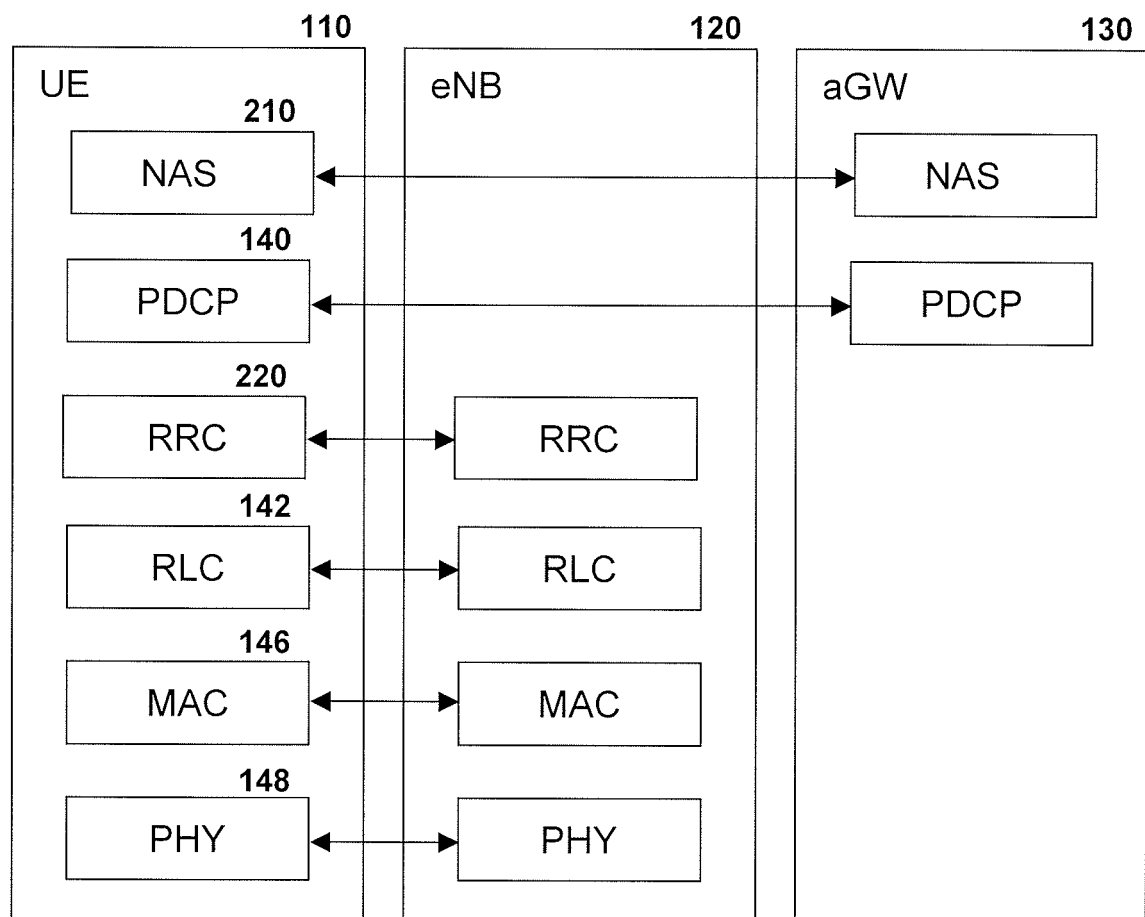 110 120 130
UE eNB aGW
210
NAS NAS
140
PDCP PDCP
220
RRC RRC
142
RLC RLC
146
MAC MAC
148
PHY PHY